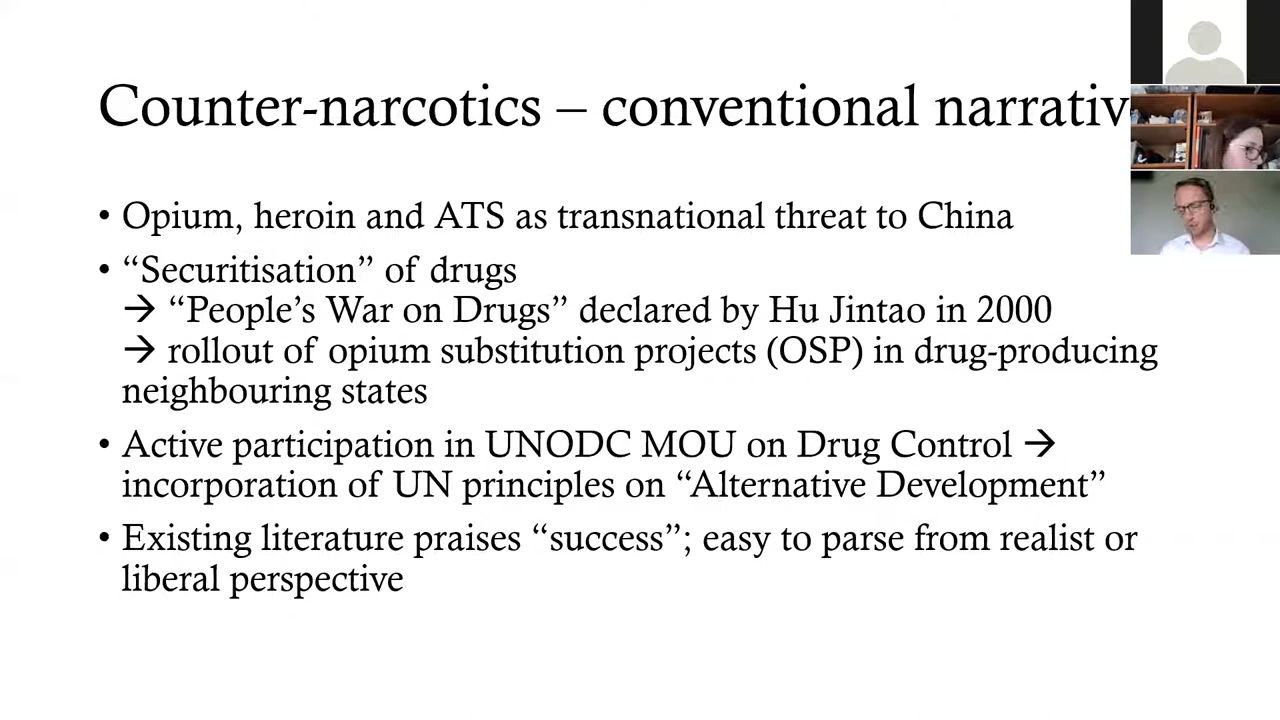 Counter-narcotics – conventional narrativ
• Opium, heroin and ATS as transnational threat to China
• “Securitisation” of drugs
→ “People’s War on Drugs” declared by Hu Jintao in 2000
→ rollout of opium substitution projects (OSP) in drug-producing
neighbouring states
• Active participation in UNODC MOU on Drug Control →
incorporation of UN principles on “Alternative Development”
• Existing literature praises “success”; easy to parse from realist or
liberal perspective